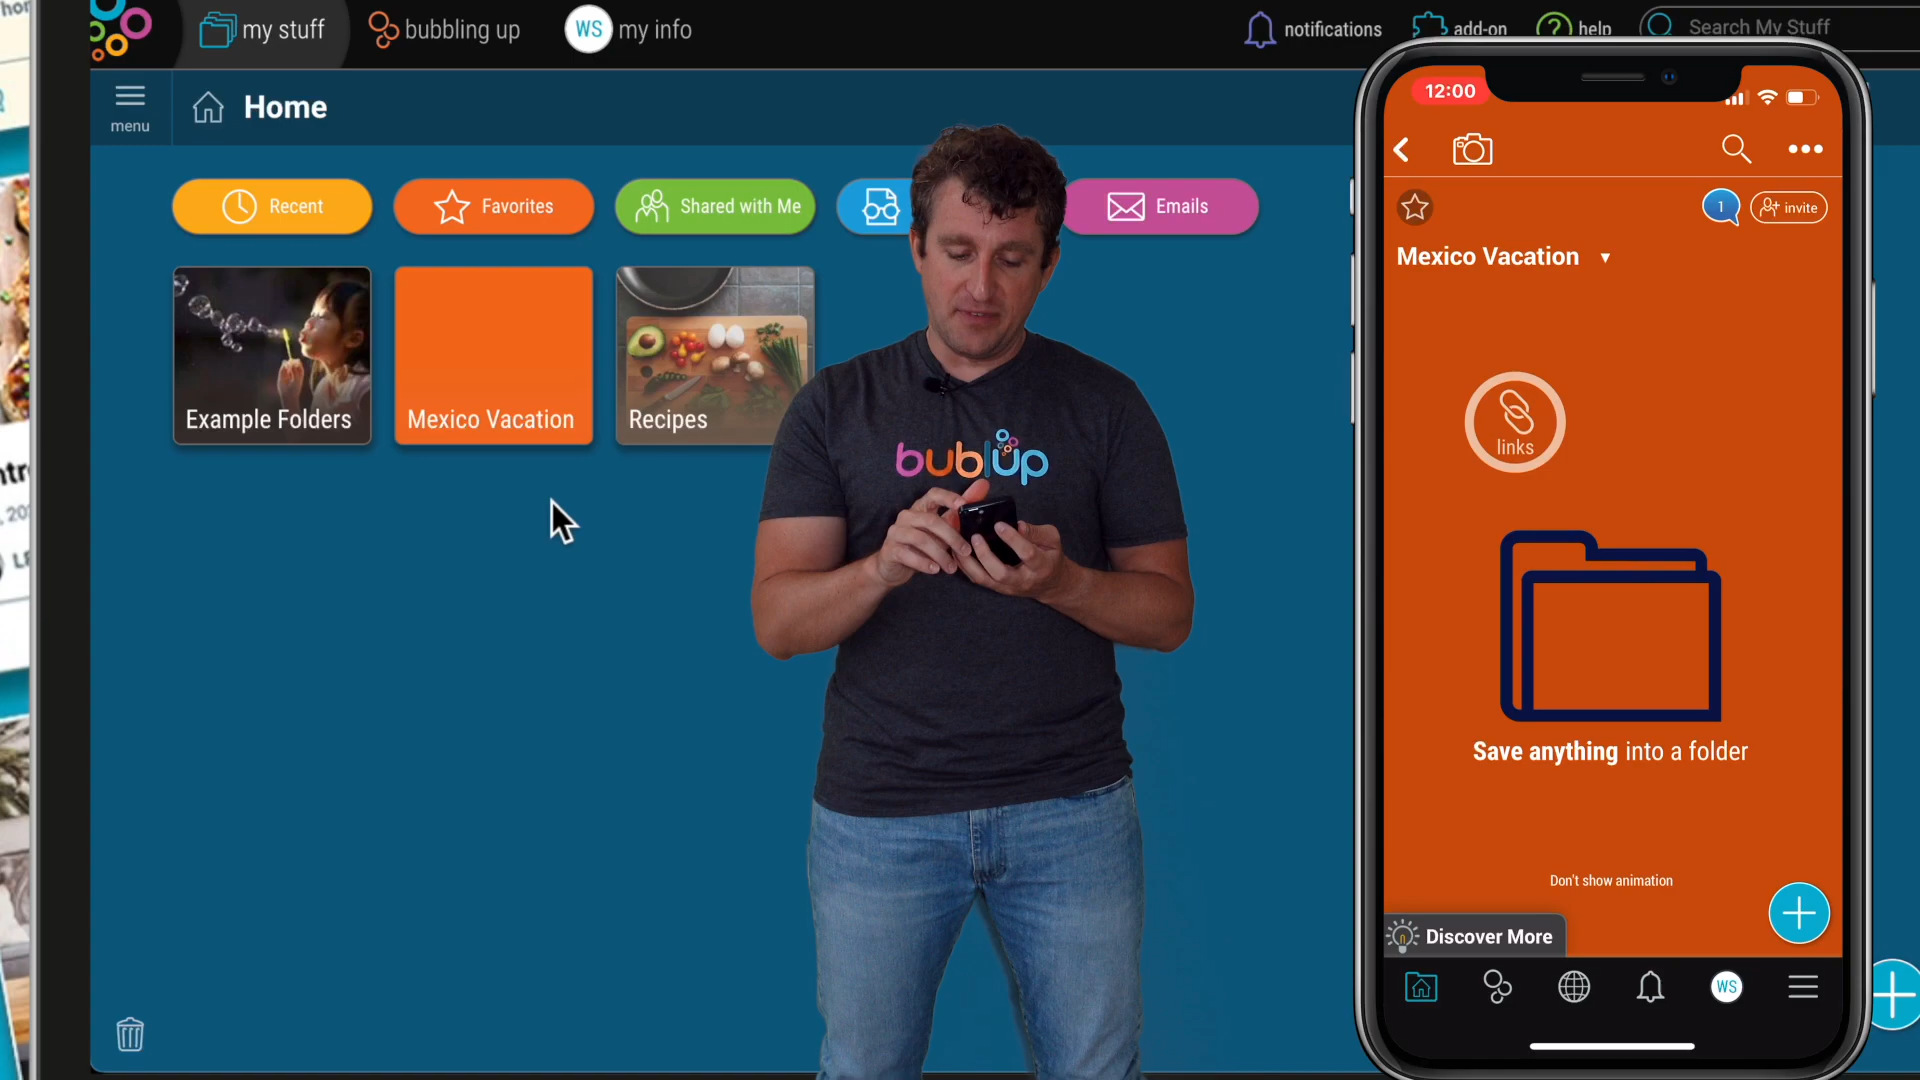 my stuff
bubbling up
WS
my info
notifications
add-on
help
Search My Stuff
menu
Home
Recent
Favorites
Shared with Me
Emails
Example Folders
Mexico Vacation
Recipes
bublup
12:00
1
invite
Mexico Vacation
links
Save anything into a folder
Don't show animation
Discover More
WS